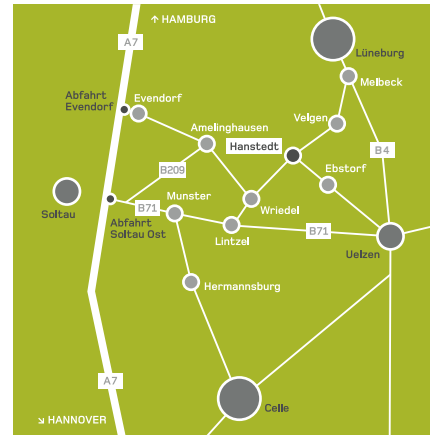 ↑ HAMBURG
A7
Lüneburg
Melbeck
Abfahrt
Evendorf
Evendorf
Velgen
Amelinghausen
Hanstedt
B4
B209
Ebstorf
Soltau
Munster
B71
Wriedel
Abfahrt
Soltau Ost
Lintzel
B71
Uelzen
Hermannsburg
A7
Celle
↘ HANNOVER